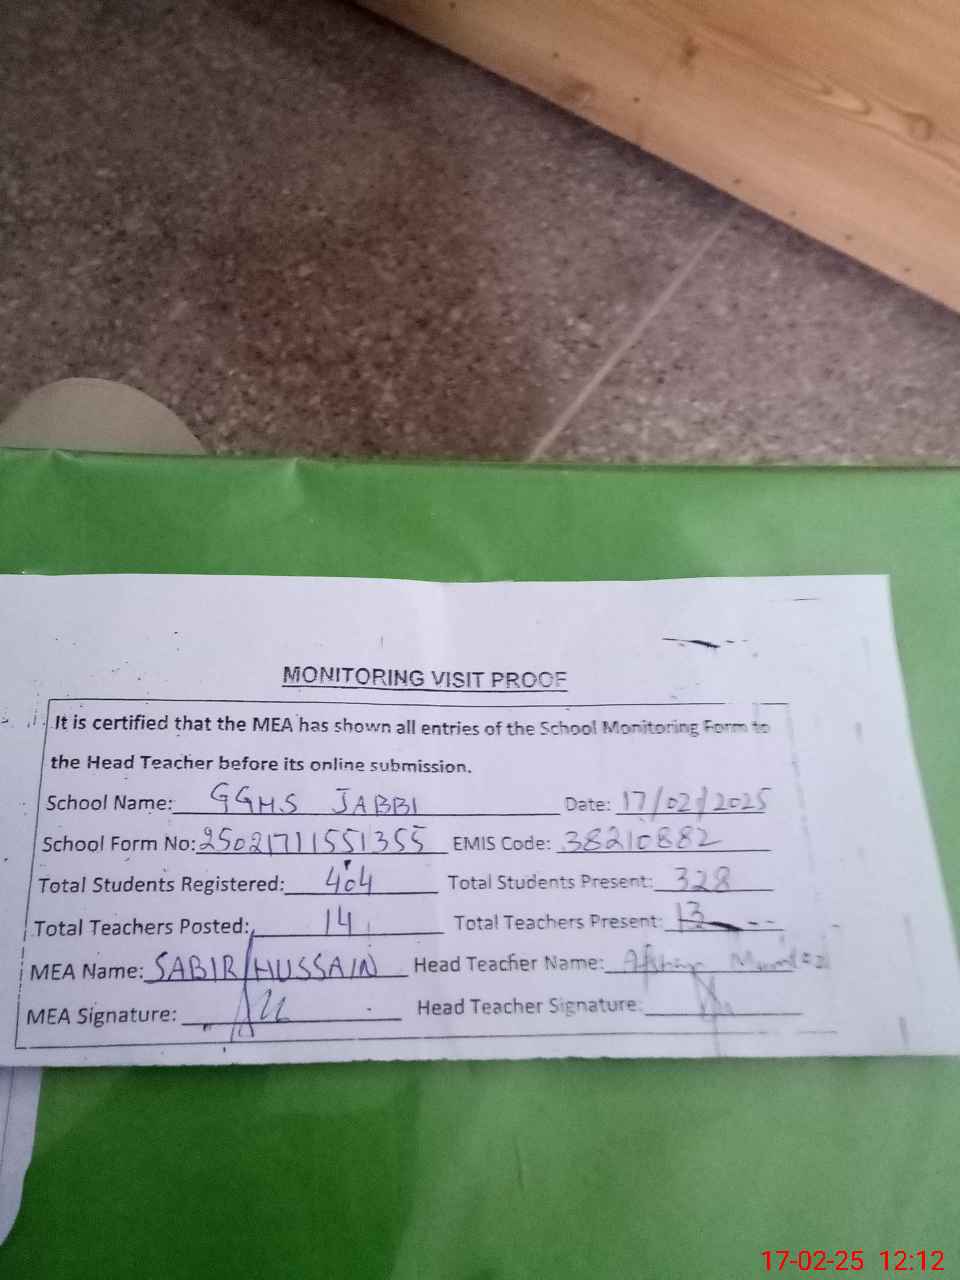 MONITORING VISIT PROOF
It is certified that the MEA has shown all entries of the School Monitoring Form to
the Head Teacher before its online submission.
School Name: GGHS JABBI Date: 17/02/2025
School Form No: 25021711551355 EMIS Code: 38210882
Total Students Registered: 404 Total Students Present: 328
Total Teachers Posted: 14 Total Teachers Present: 13
MEA Name: SABIR HUSSAIN Head Teacher Name:
MEA Signature: Head Teacher Signature:
17-02-25 12:12